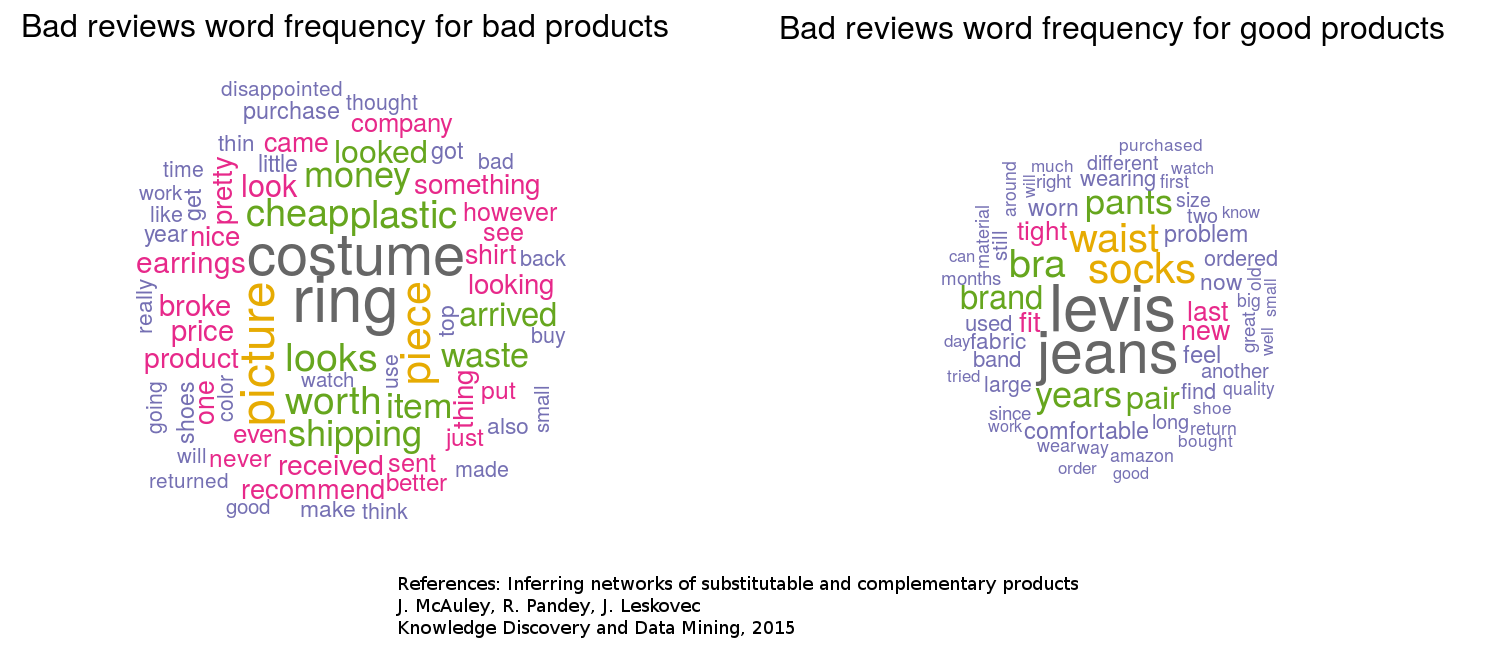 Bad reviews word frequency for bad products
Bad reviews word frequency for good products
disappointed
purchase
thought
company
thin
came
looked
got
bad
time
pretty
little
money
something
work
get
look
like
cheap
plastic
however
year
nice
costume
see
earrings
shirt
back
really
broke
picture
ring
piece
looking
price
top
arrived
buy
product
looks
waste
going
shoes
one
color
watch
use
thing
put
small
worth
item
even
shipping
just
also
will
never
received
sent
made
returned
recommend
better
good
make
think
purchased
around
much
different
watch
will
right
wearing
first
material
worn
pants
size
two
know
still
tight
waist
problem
can
bra
socks
ordered
months
now
old
small
brand
levis
last
big
used
fit
new
great
well
day
fabric
jeans
band
feel
tried
large
another
years
pair
find
quality
since
shoe
work
comfortable
long
return
wear
way
bought
amazon
order
good
References: Inferring networks of substitutable and complementary products
J. McAuley, R. Pandey, J. Leskovec
Knowledge Discovery and Data Mining, 2015